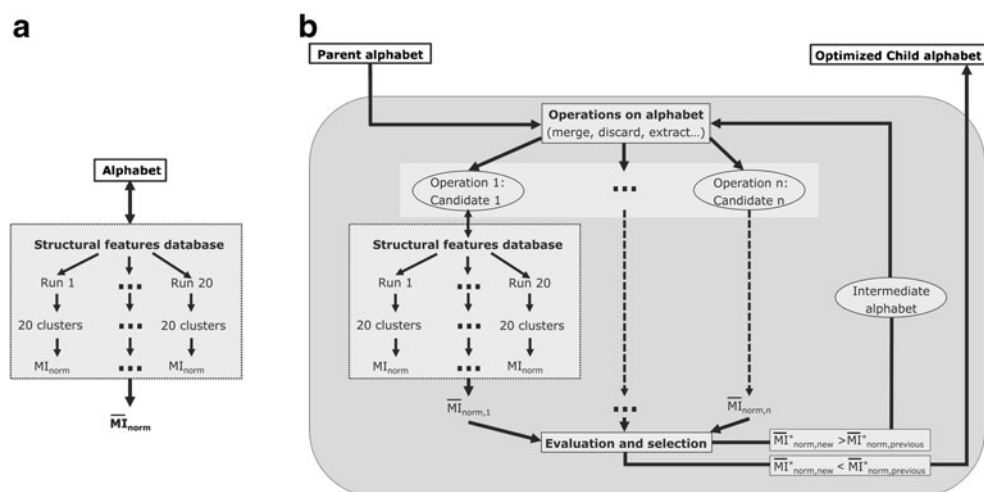 a
Alphabet
Structural features database
Run 1 ... Run 20
20 clusters ... 20 clusters
MI_norm ... MI_norm
M̅I̅_norm
b
Parent alphabet
Optimized Child alphabet
Operations on alphabet
(merge, discard, extract...)
Operation 1:
Candidate 1
...
Operation n:
Candidate n
Structural features database
Run 1 ... Run 20
20 clusters ... 20 clusters
MI_norm ... MI_norm
Intermediate
alphabet
M̅I̅_norm,1 ... M̅I̅_norm,n
Evaluation and selection
M̅I̅*_norm,new > M̅I̅*_norm,previous
M̅I̅*_norm,new < M̅I̅*_norm,previous